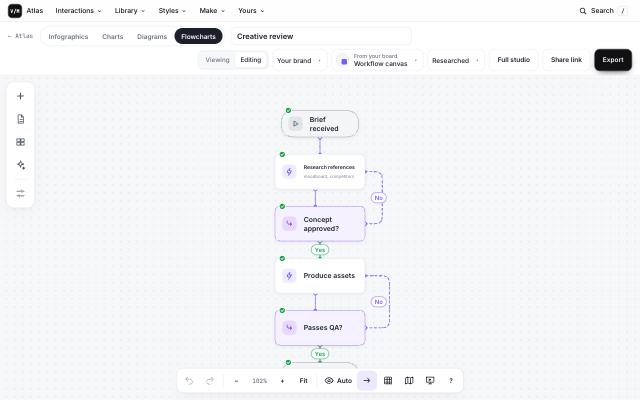 V/M Atlas Interactions Library Styles Make Yours Search /
← Atlas Infographics Charts Diagrams Flowcharts Creative review
Viewing Editing Your brand From your board Workflow canvas Researched Full studio Share link Export
Brief received
Research references
moodboard, competitors
No
Concept approved?
Yes
Produce assets
No
Passes QA?
Yes
− 102% + Fit Auto ?